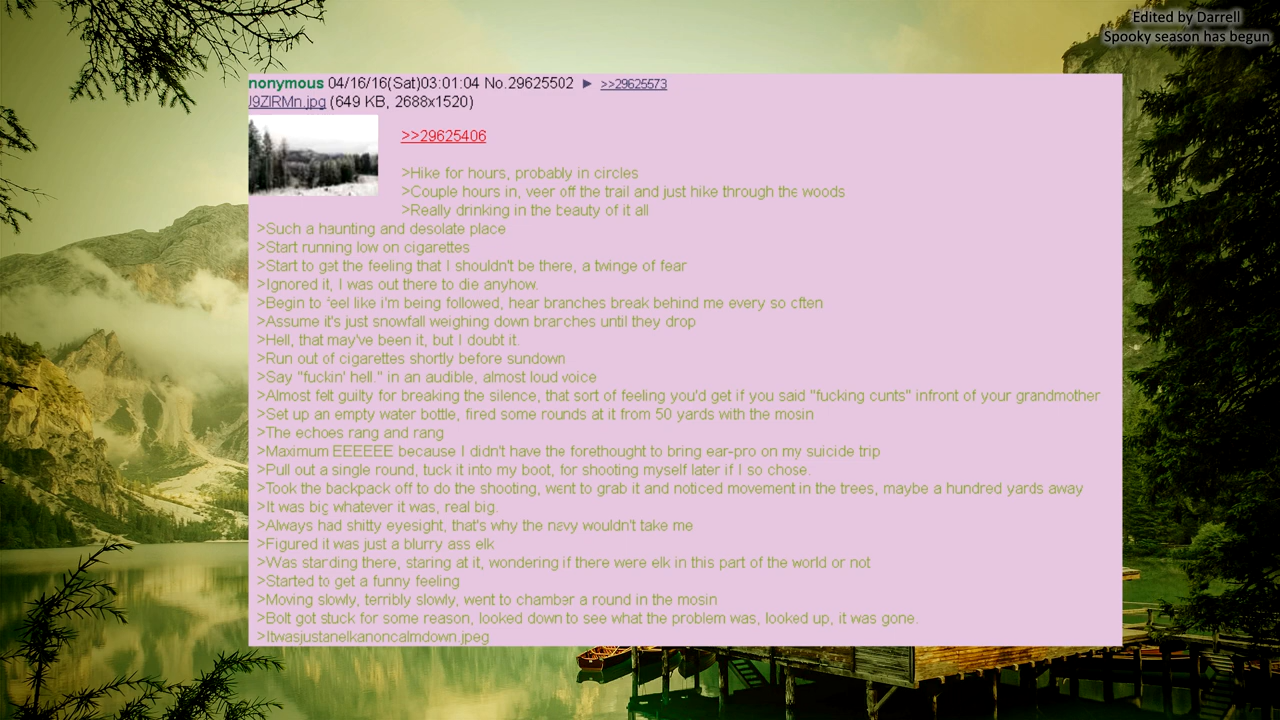 Edited by Darrell
Spooky season has begun
nonymous 04/16/16(Sat)03:01:04 No.29625502 ► >>29625573
J9ZlRMn.jpg (649 KB, 2688x1520)
>>29625406
>Hike for hours, probably in circles
>Couple hours in, veer off the trail and just hike through the woods
>Really drinking in the beauty of it all
>Such a haunting and desolate place
>Start running low on cigarettes
>Start to get the feeling that I shouldn't be there, a twinge of fear
>Ignored it, I was out there to die anyhow.
>Begin to feel like i'm being followed, hear branches break behind me every so often
>Assume it's just snowfall weighing down branches until they drop
>Hell, that may've been it, but I doubt it.
>Run out of cigarettes shortly before sundown
>Say "fuckin' hell." in an audible, almost loud voice
>Almost felt guilty for breaking the silence, that sort of feeling you'd get if you said "fucking cunts" infront of your grandmother
>Set up an empty water bottle, fired some rounds at it from 50 yards with the mosin
>The echoes rang and rang
>Maximum EEEEEE because I didn't have the forethought to bring ear-pro on my suicide trip
>Pull out a single round, tuck it into my boot, for shooting myself later if I so chose.
>Took the backpack off to do the shooting, went to grab it and noticed movement in the trees, maybe a hundred yards away
>It was big whatever it was, real big.
>Always had shitty eyesight, that's why the navy wouldn't take me
>Figured it was just a blurry ass elk
>Was standing there, staring at it, wondering if there were elk in this part of the world or not
>Started to get a funny feeling
>Moving slowly, terribly slowly, went to chamber a round in the mosin
>Bolt got stuck for some reason, looked down to see what the problem was, looked up, it was gone.
>Itwasjustanelkanoncalmdown.jpeg